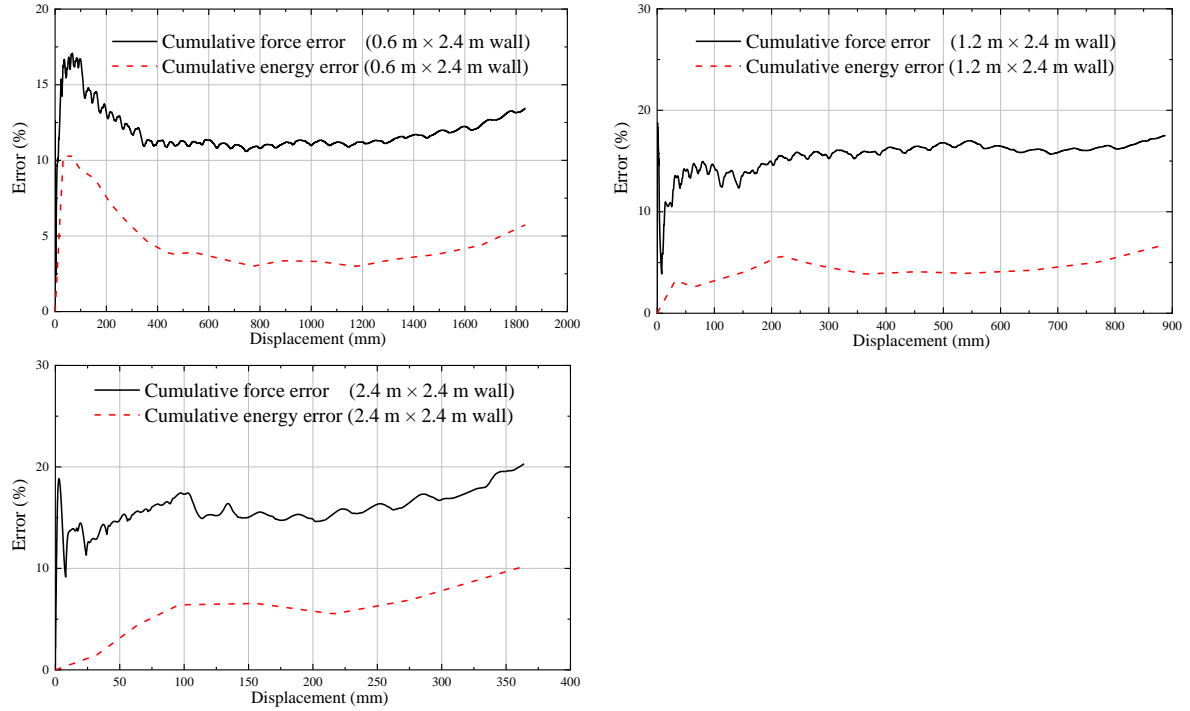 20
15
10
5
0
Error (%)
Cumulative force error (0.6 m × 2.4 m wall)
Cumulative energy error (0.6 m × 2.4 m wall)
0 200 400 600 800 1000 1200 1400 1600 1800 2000
Displacement (mm)
30
20
10
0
Error (%)
Cumulative force error (1.2 m × 2.4 m wall)
Cumulative energy error (1.2 m × 2.4 m wall)
0 100 200 300 400 500 600 700 800 900
Displacement (mm)
30
20
10
0
Error (%)
Cumulative force error (2.4 m × 2.4 m wall)
Cumulative energy error (2.4 m × 2.4 m wall)
0 50 100 150 200 250 300 350 400
Displacement (mm)